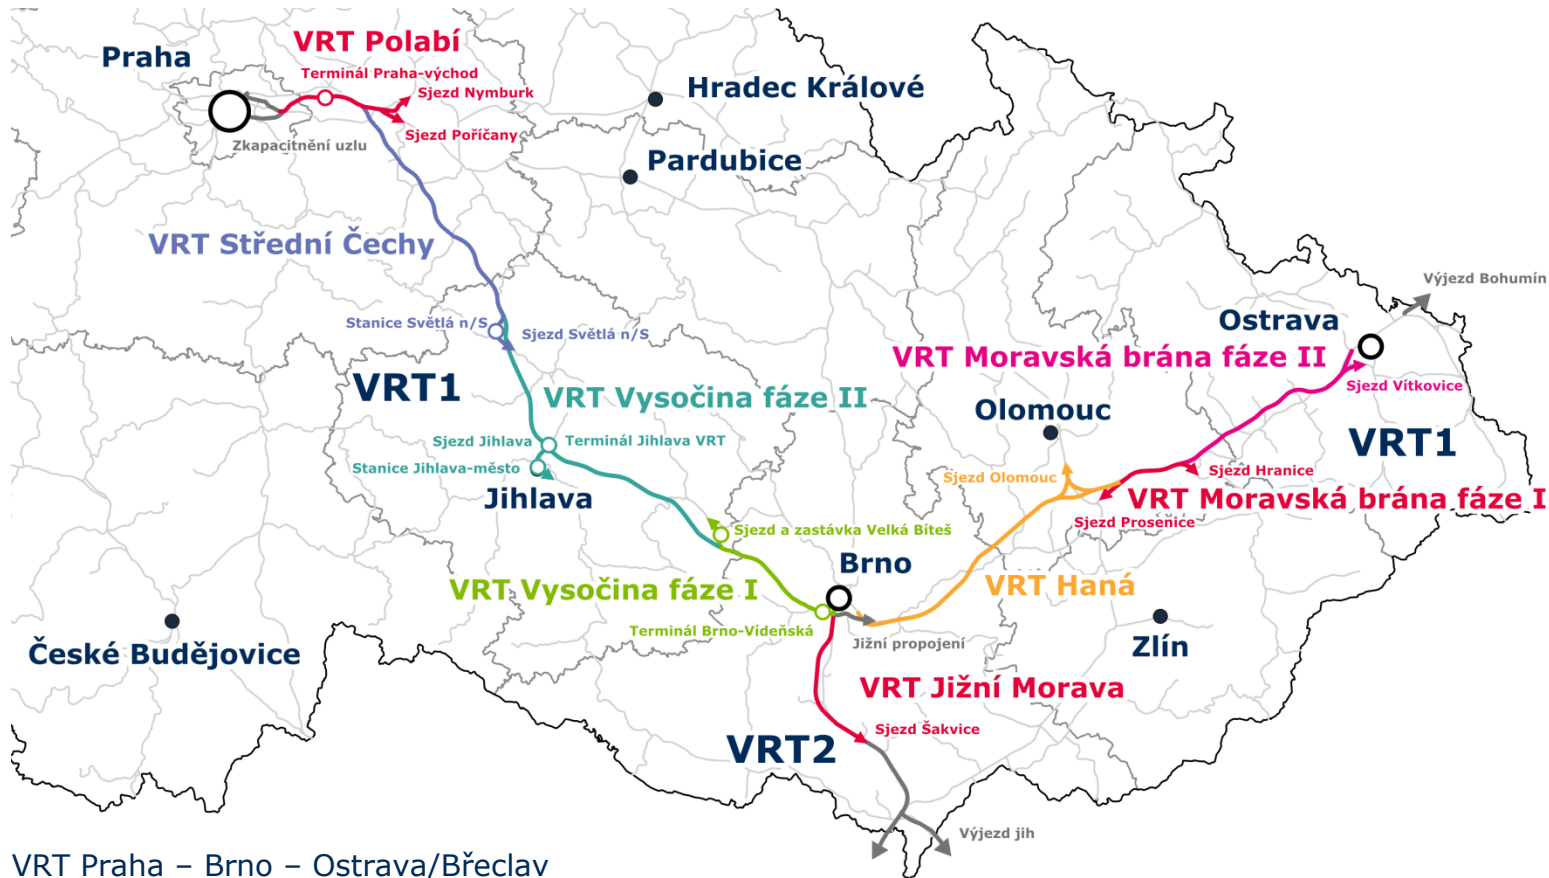 VRT Polabí
Praha
Terminál Praha-východ
Sjezd Nymburk
Hradec Králové
Sjezd Poříčany
Zkapacitnění uzlu
Pardubice
VRT Střední Čechy
Výjezd Bohumín
Stanice Světlá n/S
Sjezd Světlá n/S
Ostrava
VRT Moravská brána fáze II
VRT1
Sjezd Vítkovice
VRT Vysočina fáze II
Olomouc
Sjezd Jihlava
Terminál Jihlava VRT
VRT1
Stanice Jihlava-město
Sjezd Hranice
Sjezd Olomouc
Jihlava
VRT Moravská brána fáze I
Sjezd Prosenice
Sjezd a zastávka Velká Bíteš
Brno
VRT Vysočina fáze I
VRT Haná
Terminál Brno-Vídeňská
Jižní propojení
Zlín
České Budějovice
VRT Jižní Morava
Sjezd Šakvice
VRT2
Výjezd jih
VRT Praha – Brno – Ostrava/Břeclav